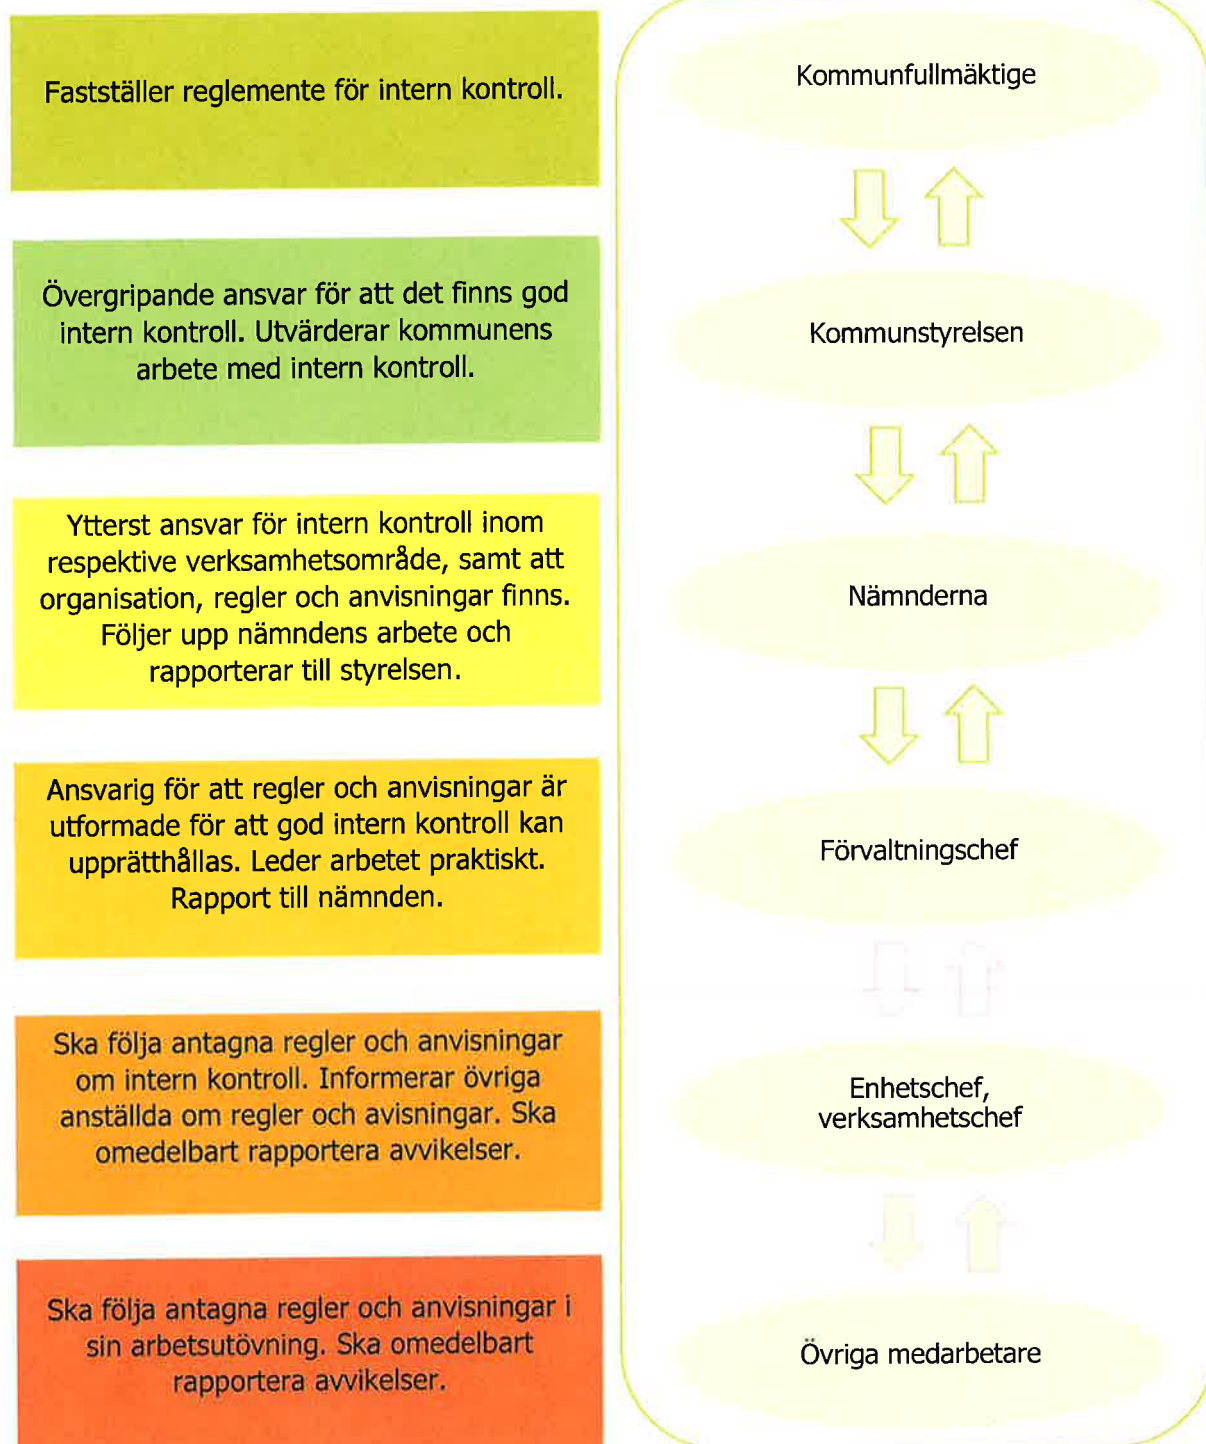 Fastställer reglemente för intern kontroll.
Kommunfullmäktige
Övergripande ansvar för att det finns god
intern kontroll. Utvärderar kommunens
arbete med intern kontroll.
Kommunstyrelsen
Ytterst ansvar för intern kontroll inom
respektive verksamhetsområde, samt att
organisation, regler och anvisningar finns.
Följer upp nämndens arbete och
rapporterar till styrelsen.
Nämnderna
Ansvarig för att regler och anvisningar är
utformade för att god intern kontroll kan
upprätthållas. Leder arbetet praktiskt.
Rapport till nämnden.
Förvaltningschef
Ska följa antagna regler och anvisningar
om intern kontroll. Informerar övriga
anställda om regler och avisningar. Ska
omedelbart rapportera avvikelser.
Enhetschef,
verksamhetschef
Ska följa antagna regler och anvisningar i
sin arbetsutövning. Ska omedelbart
rapportera avvikelser.
Övriga medarbetare